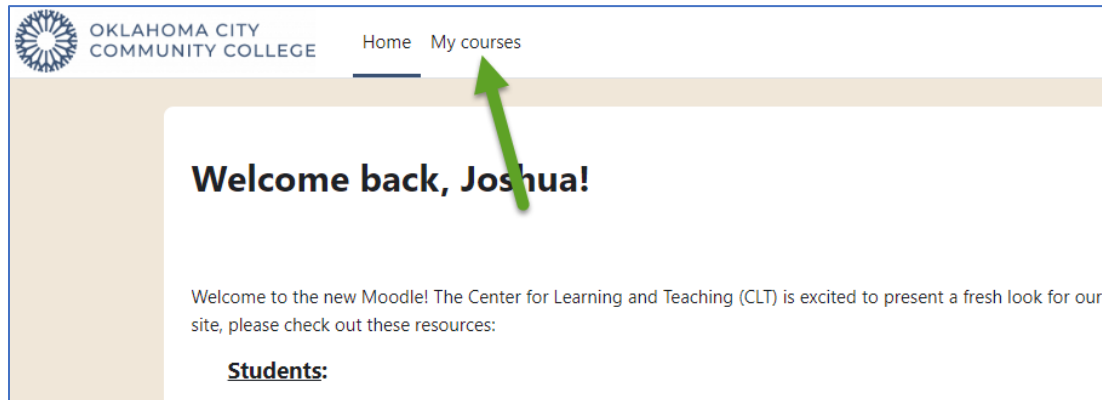 OKLAHOMA CITY
COMMUNITY COLLEGE
Home My courses
Welcome back, Joshua!
Welcome to the new Moodle! The Center for Learning and Teaching (CLT) is excited to present a fresh look for our
site, please check out these resources:
Students: